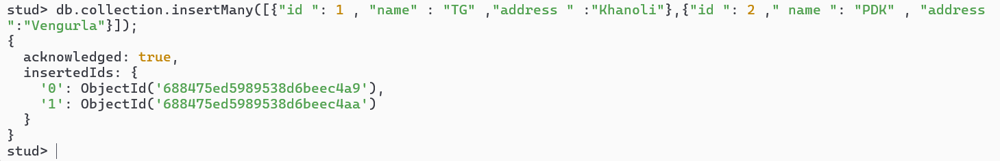 stud> db.collection.insertMany([{"id ": 1 , "name" : "TG" ,"address " :"Khanoli"},{"id ": 2 ," name ": "PDK" , "address
":"Vengurla"}]);
{
  acknowledged: true,
  insertedIds: {
    '0': ObjectId('688475ed5989538d6beec4a9'),
    '1': ObjectId('688475ed5989538d6beec4aa')
  }
}
stud>